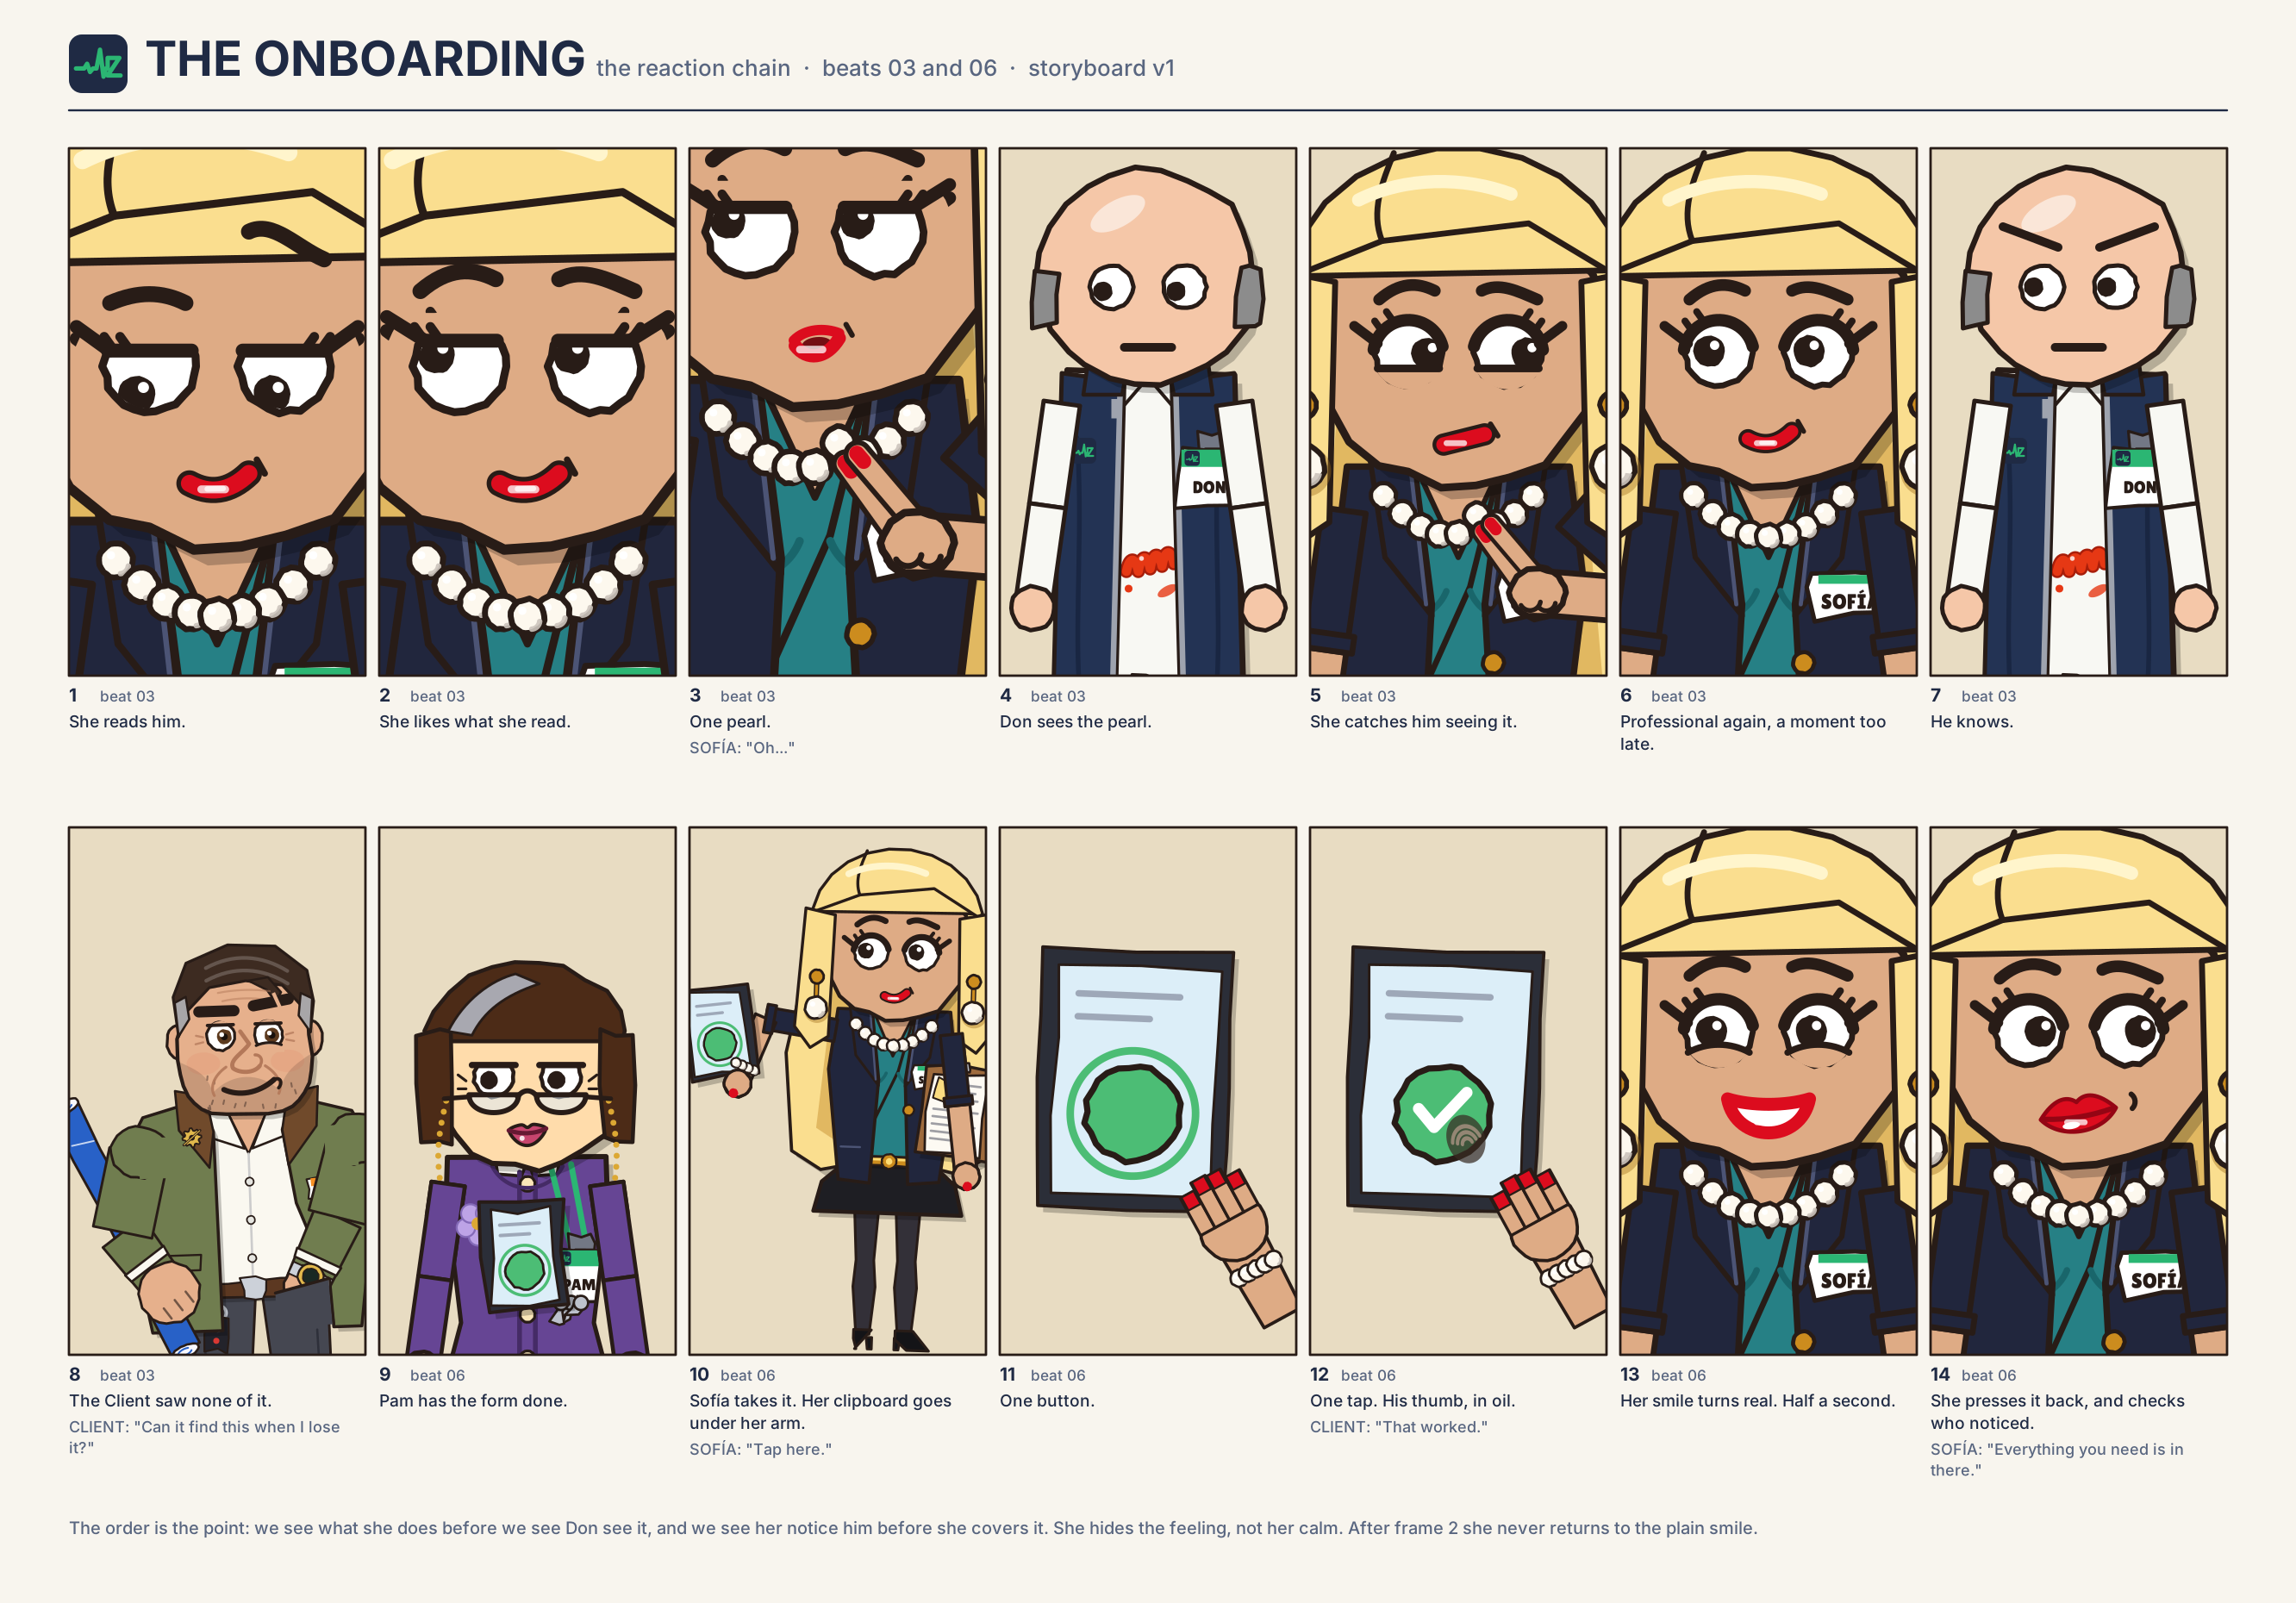 THE ONBOARDING the reaction chain · beats 03 and 06 · storyboard v1
DON
SOFÍA
DON
1 beat 03
She reads him.
2 beat 03
She likes what she read.
3 beat 03
One pearl.
SOFÍA: "Oh..."
4 beat 03
Don sees the pearl.
5 beat 03
She catches him seeing it.
6 beat 03
Professional again, a moment too
late.
7 beat 03
He knows.
PAM
SOFÍA
SOFÍA
8 beat 03
The Client saw none of it.
CLIENT: "Can it find this when I lose
it?"
9 beat 06
Pam has the form done.
10 beat 06
Sofía takes it. Her clipboard goes
under her arm.
SOFÍA: "Tap here."
11 beat 06
One button.
12 beat 06
One tap. His thumb, in oil.
CLIENT: "That worked."
13 beat 06
Her smile turns real. Half a second.
14 beat 06
She presses it back, and checks
who noticed.
SOFÍA: "Everything you need is in
there."
The order is the point: we see what she does before we see Don see it, and we see her notice him before she covers it. She hides the feeling, not her calm. After frame 2 she never returns to the plain smile.